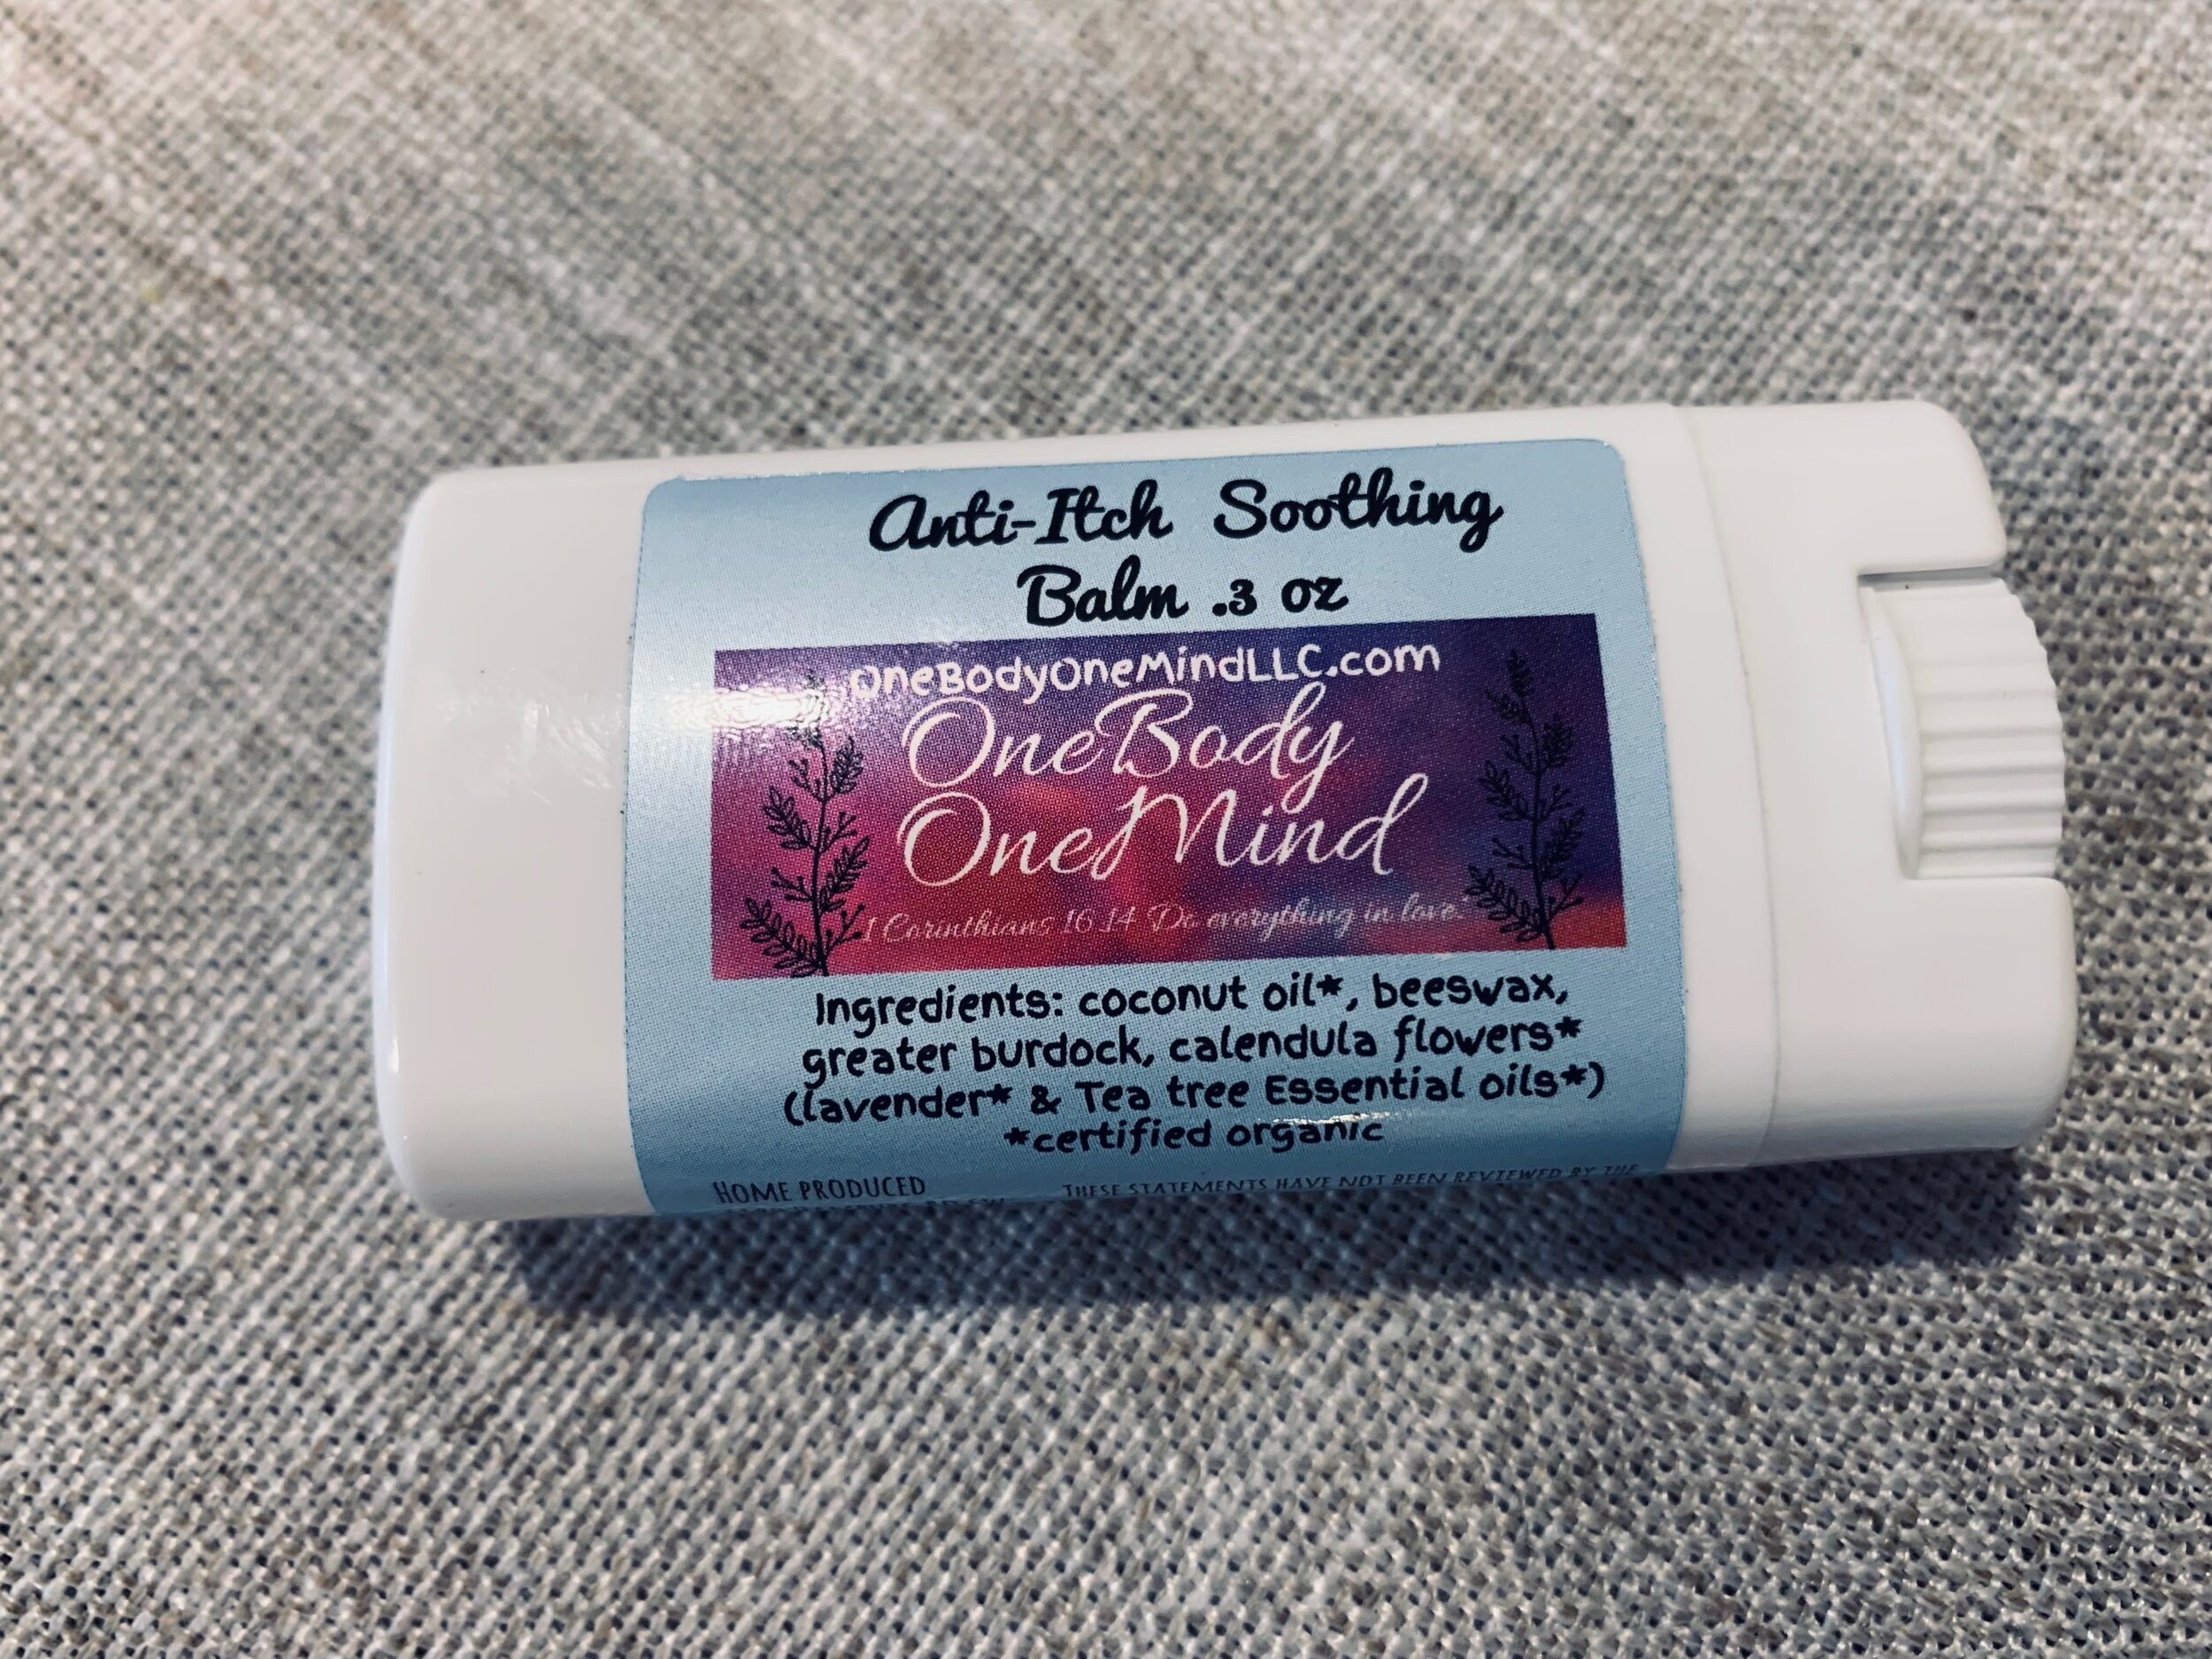 Anti-Itch Soothing
Balm .3 oz
OneBodyOneMindLLC.com
OneBody
OneMind
1 Corinthians 16:14 "Do everything in love."
Ingredients: coconut oil*, beeswax,
greater burdock, calendula flowers*
(lavender* & Tea tree Essential oils*)
*certified organic
HOME PRODUCED
THESE STATEMENTS HAVE NOT BEEN REVIEWED BY THE